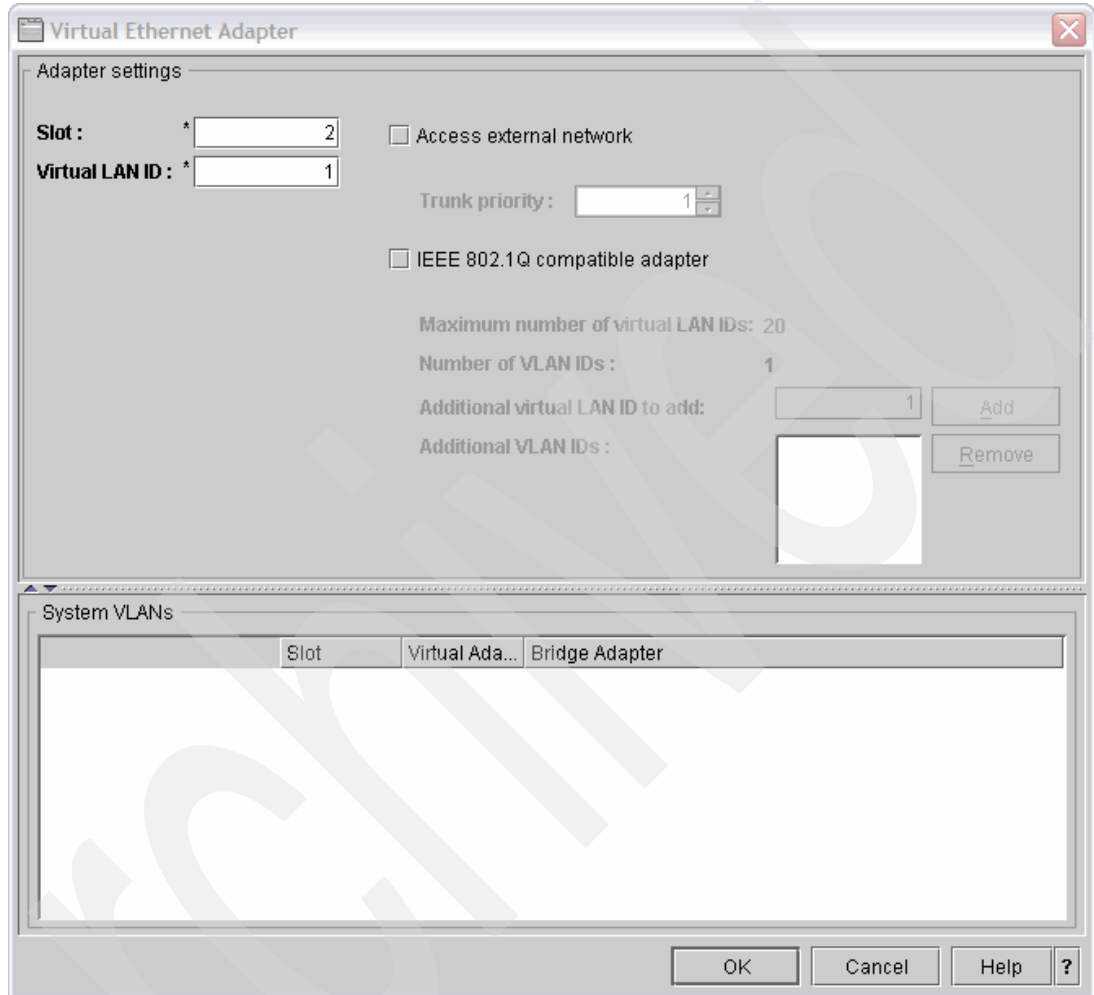 Virtual Ethernet Adapter
Adapter settings
Slot : * 2
Virtual LAN ID : * 1
Access external network
Trunk priority : 1
IEEE 802.1Q compatible adapter
Maximum number of virtual LAN IDs: 20
Number of VLAN IDs : 1
Additional virtual LAN ID to add: 1 Add
Additional VLAN IDs : Remove
System VLANs
Slot Virtual Ada... Bridge Adapter
OK Cancel Help ?
rchived